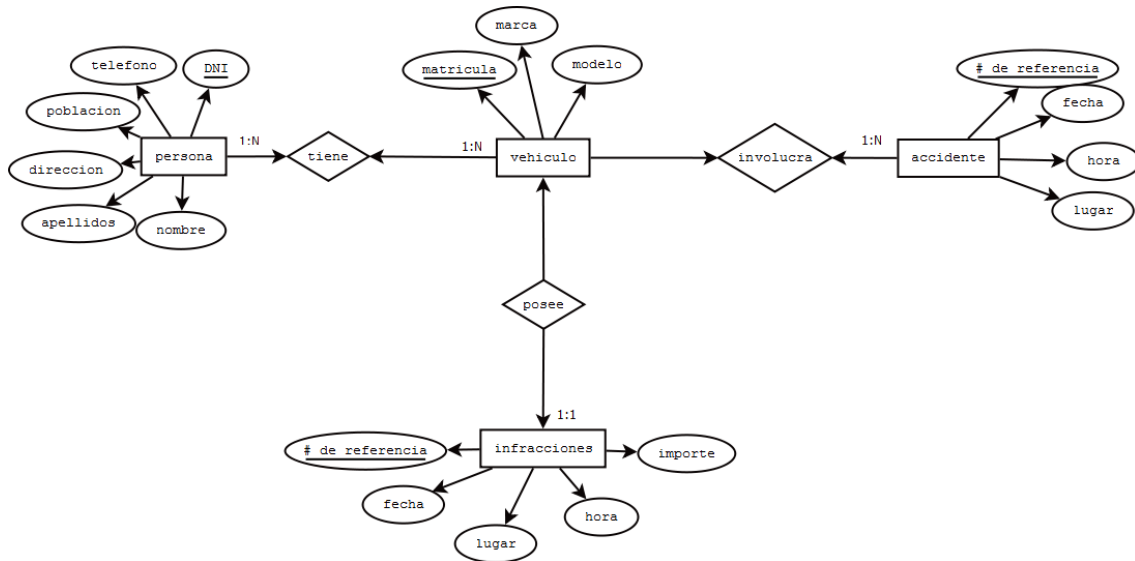 marca
telefono
DNI
matricula
modelo
# de referencia
fecha
poblacion
1:N
1:N
1:N
persona
tiene
vehiculo
involucra
accidente
hora
direccion
apellidos
nombre
lugar
posee
1:1
# de referencia
infracciones
importe
fecha
hora
lugar